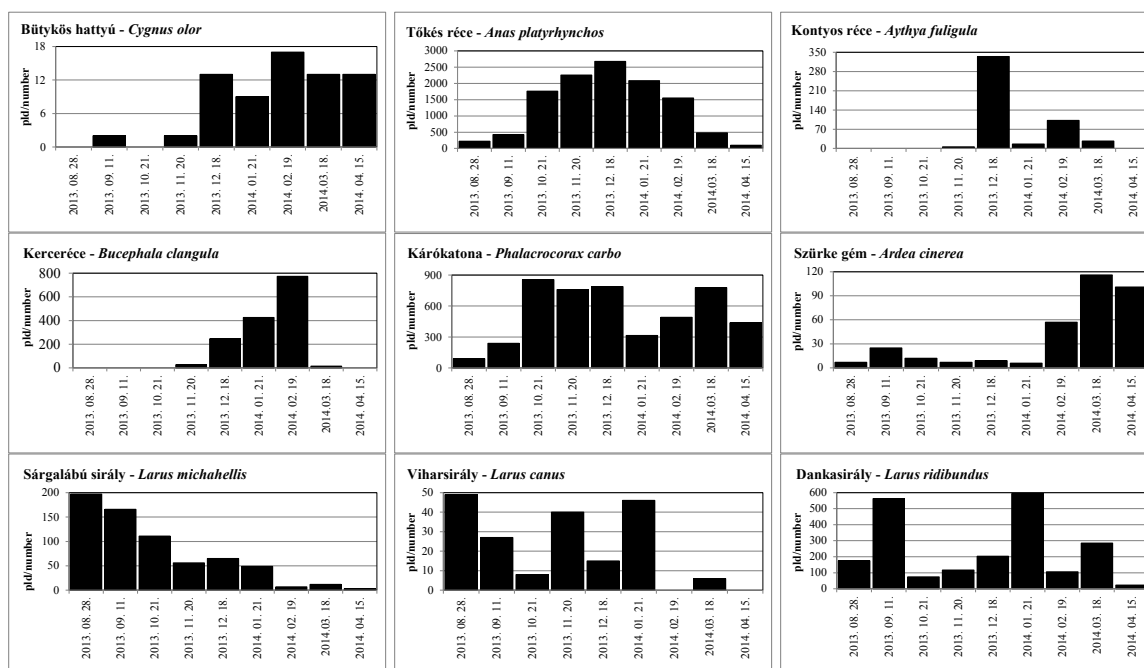 Bütykös hattyú - Cygnus olor
pld/number
18
12
6
0
2013. 08. 28.
2013. 09. 11.
2013. 10. 21.
2013. 11. 20.
2013. 12. 18.
2014. 01. 21.
2014. 02. 19.
2014.03. 18.
2014. 04. 15.
Tőkés réce - Anas platyrhynchos
pld/number
3000
2500
2000
1500
1000
500
0
2013. 08. 28.
2013. 09. 11.
2013. 10. 21.
2013. 11. 20.
2013. 12. 18.
2014. 01. 21.
2014. 02. 19.
2014.03. 18.
2014. 04. 15.
Kontyos réce - Aythya fuligula
pld/number
350
280
210
140
70
0
2013. 08. 28.
2013. 09. 11.
2013. 10. 21.
2013. 11. 20.
2013. 12. 18.
2014. 01. 21.
2014. 02. 19.
2014.03. 18.
2014. 04. 15.
Kerceréce - Bucephala clangula
pld/number
800
600
400
200
0
2013. 08. 28.
2013. 09. 11.
2013. 10. 21.
2013. 11. 20.
2013. 12. 18.
2014. 01. 21.
2014. 02. 19.
2014.03. 18.
2014. 04. 15.
Kárókatona - Phalacrocorax carbo
pld/number
900
600
300
0
2013. 08. 28.
2013. 09. 11.
2013. 10. 21.
2013. 11. 20.
2013. 12. 18.
2014. 01. 21.
2014. 02. 19.
2014.03. 18.
2014. 04. 15.
Szürke gém - Ardea cinerea
pld/number
120
90
60
30
0
2013. 08. 28.
2013. 09. 11.
2013. 10. 21.
2013. 11. 20.
2013. 12. 18.
2014. 01. 21.
2014. 02. 19.
2014.03. 18.
2014. 04. 15.
Sárgalábú sirály - Larus michahellis
pld/number
200
150
100
50
0
2013. 08. 28.
2013. 09. 11.
2013. 10. 21.
2013. 11. 20.
2013. 12. 18.
2014. 01. 21.
2014. 02. 19.
2014.03. 18.
2014. 04. 15.
Viharsirály - Larus canus
pld/number
50
40
30
20
10
0
2013. 08. 28.
2013. 09. 11.
2013. 10. 21.
2013. 11. 20.
2013. 12. 18.
2014. 01. 21.
2014. 02. 19.
2014.03. 18.
2014. 04. 15.
Dankasirály - Larus ridibundus
pld/number
600
500
400
300
200
100
0
2013. 08. 28.
2013. 09. 11.
2013. 10. 21.
2013. 11. 20.
2013. 12. 18.
2014. 01. 21.
2014. 02. 19.
2014.03. 18.
2014. 04. 15.